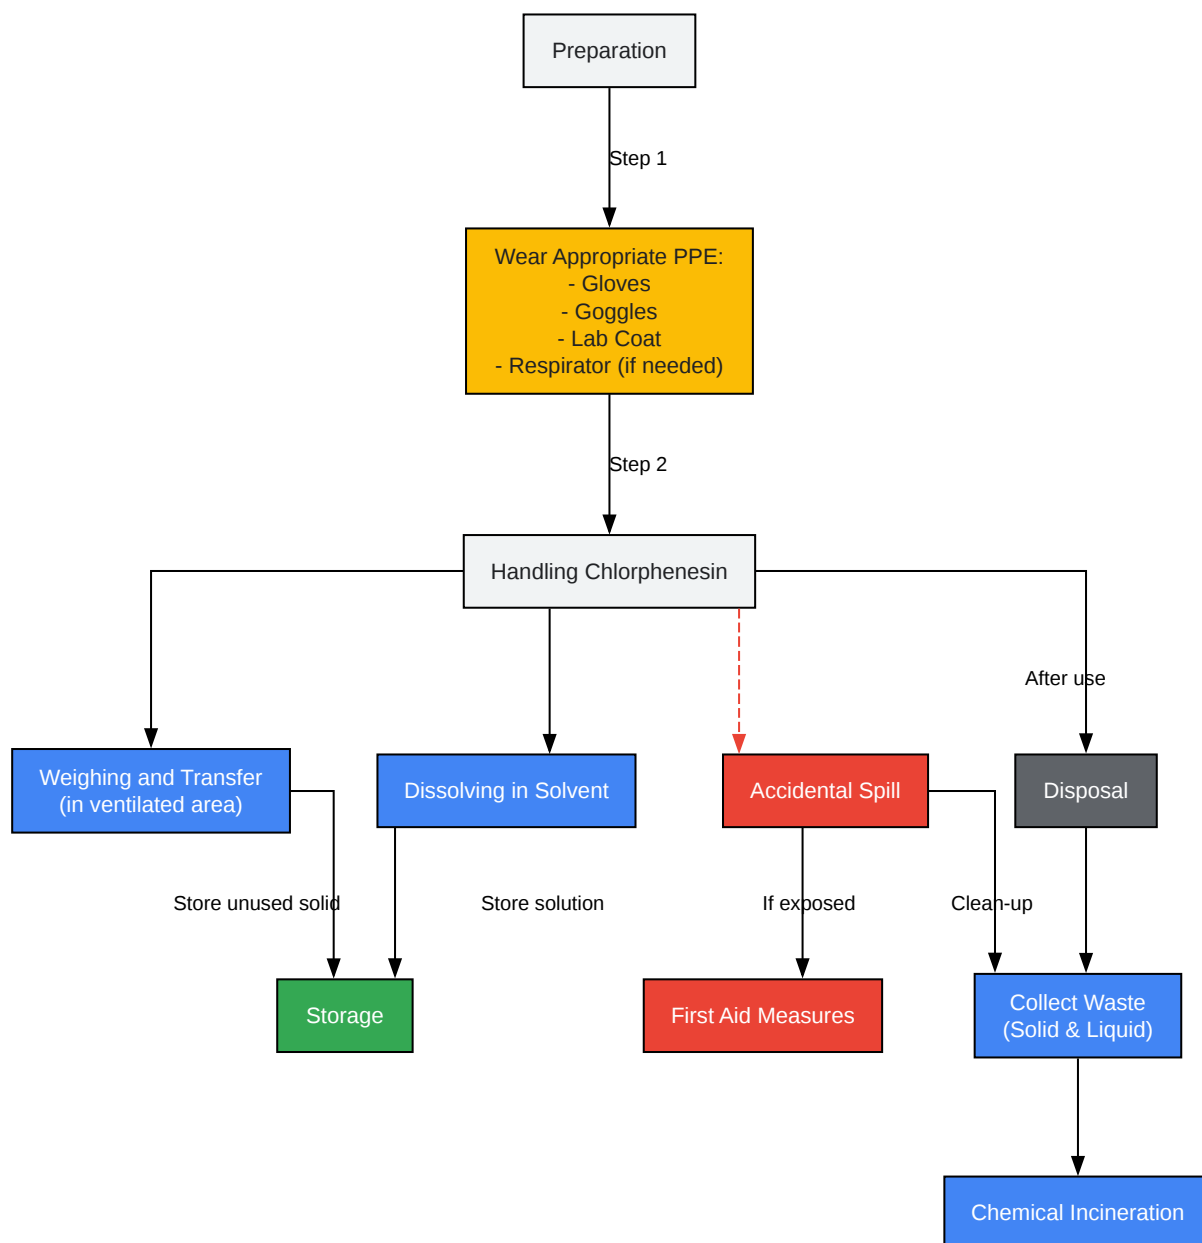 Preparation
Step 1
Wear Appropriate PPE:
- Gloves
- Goggles
- Lab Coat
- Respirator (if needed)
Step 2
Handling Chlorphenesin
After use
Weighing and Transfer
(in ventilated area)
Dissolving in Solvent
Accidental Spill
Disposal
Store unused solid
Store solution
If exposed
Clean-up
Storage
First Aid Measures
Collect Waste
(Solid & Liquid)
Chemical Incineration